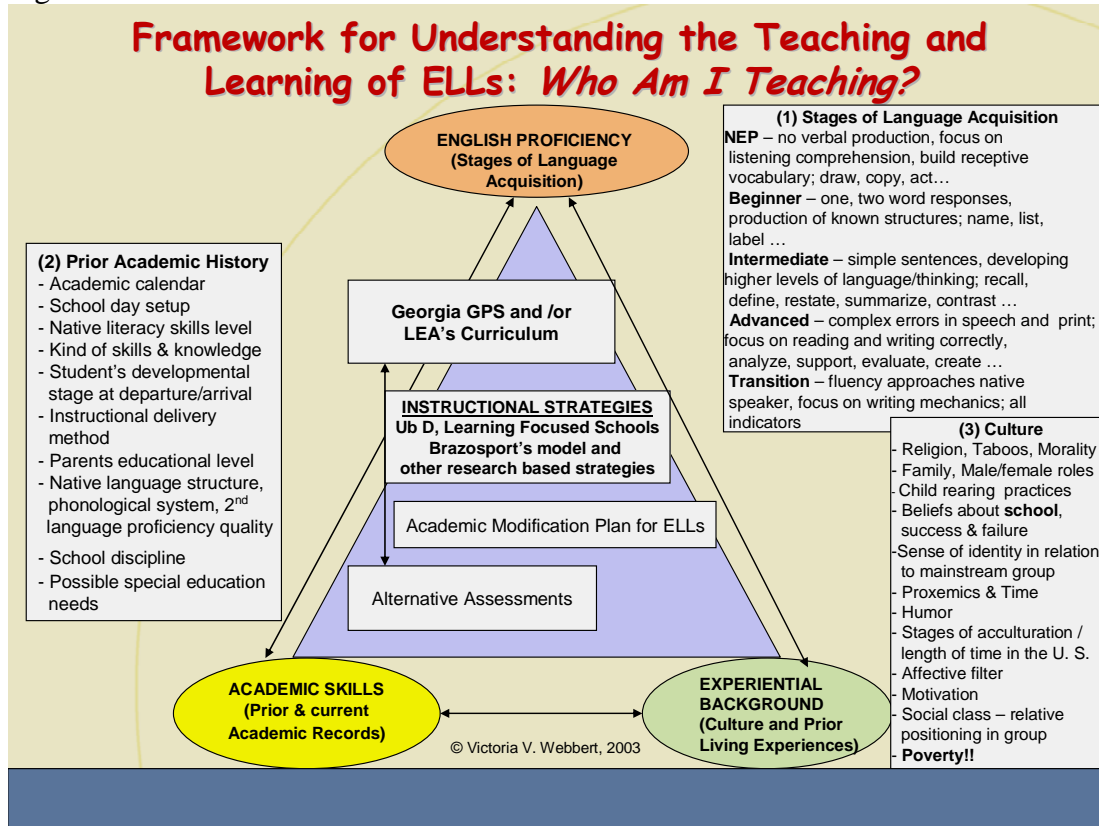 Framework for Understanding the Teaching and
Learning of ELLs: Who Am I Teaching?
ENGLISH PROFICIENCY
(Stages of Language
Acquisition)
(1) Stages of Language Acquisition
NEP – no verbal production, focus on
listening comprehension, build receptive
vocabulary; draw, copy, act…
Beginner – one, two word responses,
production of known structures; name, list,
label …
Intermediate – simple sentences, developing
higher levels of language/thinking; recall,
define, restate, summarize, contrast …
Advanced – complex errors in speech and print;
focus on reading and writing correctly,
analyze, support, evaluate, create …
Transition – fluency approaches native
speaker, focus on writing mechanics; all
indicators
(2) Prior Academic History
- Academic calendar
- School day setup
- Native literacy skills level
- Kind of skills & knowledge
- Student's developmental
stage at departure/arrival
- Instructional delivery
method
- Parents educational level
- Native language structure,
phonological system, 2nd
language proficiency quality
- School discipline
- Possible special education
needs
Georgia GPS and /or
LEA's Curriculum
INSTRUCTIONAL STRATEGIES
Ub D, Learning Focused Schools
Brazosport's model and
other research based strategies
Academic Modification Plan for ELLs
Alternative Assessments
(3) Culture
- Religion, Taboos, Morality
- Family, Male/female roles
- Child rearing practices
- Beliefs about school,
success & failure
-Sense of identity in relation
to mainstream group
- Proxemics & Time
- Humor
- Stages of acculturation /
length of time in the U. S.
- Affective filter
- Motivation
- Social class – relative
positioning in group
- Poverty!!
ACADEMIC SKILLS
(Prior & current
Academic Records)
EXPERIENTIAL
BACKGROUND
(Culture and Prior
Living Experiences)
© Victoria V. Webbert, 2003